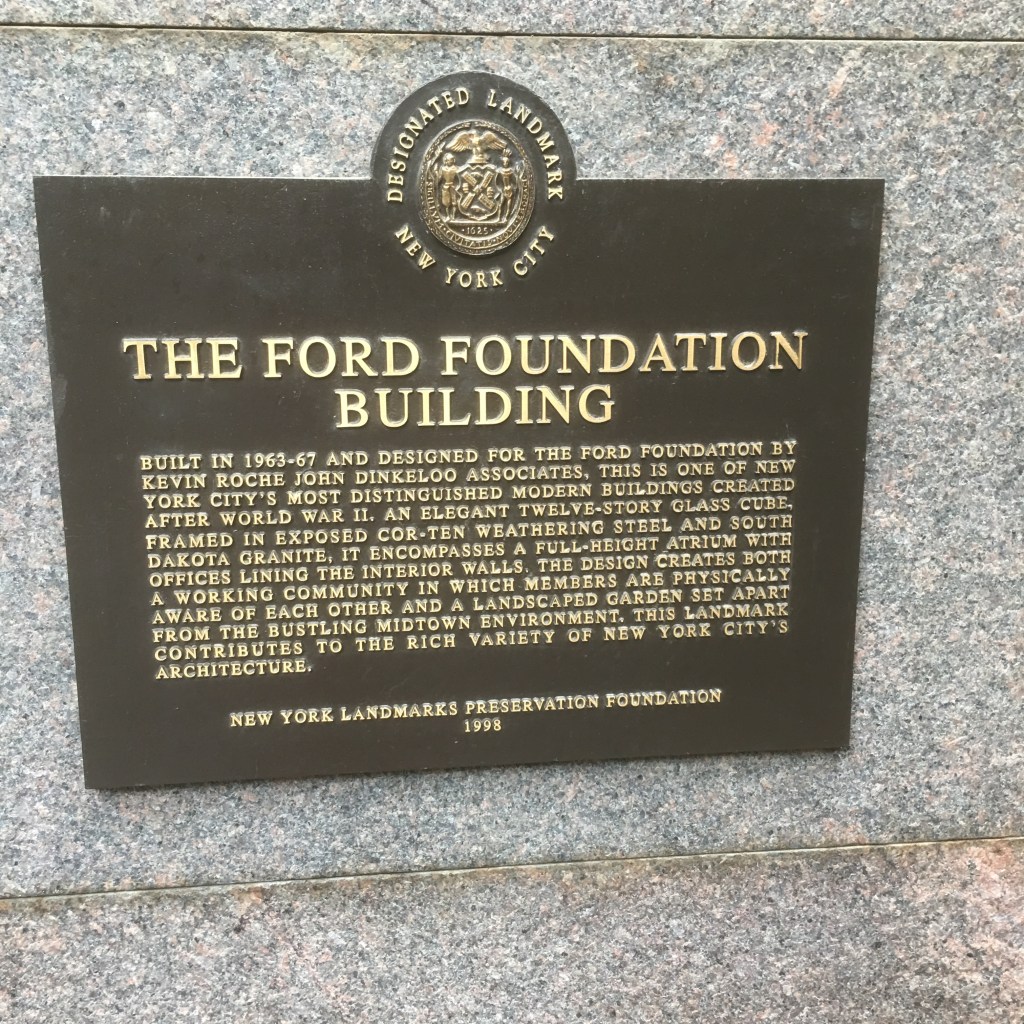 DESIGNATED LANDMARK
NEW YORK CITY
1625
THE FORD FOUNDATION
BUILDING
BUILT IN 1963-67 AND DESIGNED FOR THE FORD FOUNDATION BY
KEVIN ROCHE JOHN DINKELOO ASSOCIATES, THIS IS ONE OF NEW
YORK CITY'S MOST DISTINGUISHED MODERN BUILDINGS CREATED
AFTER WORLD WAR II. AN ELEGANT TWELVE-STORY GLASS CUBE,
FRAMED IN EXPOSED COR-TEN WEATHERING STEEL AND SOUTH
DAKOTA GRANITE, IT ENCOMPASSES A FULL-HEIGHT ATRIUM WITH
OFFICES LINING THE INTERIOR WALLS. THE DESIGN CREATES BOTH
A WORKING COMMUNITY IN WHICH MEMBERS ARE PHYSICALLY
AWARE OF EACH OTHER AND A LANDSCAPED GARDEN SET APART
FROM THE BUSTLING MIDTOWN ENVIRONMENT. THIS LANDMARK
CONTRIBUTES TO THE RICH VARIETY OF NEW YORK CITY'S
ARCHITECTURE.
NEW YORK LANDMARKS PRESERVATION FOUNDATION
1998